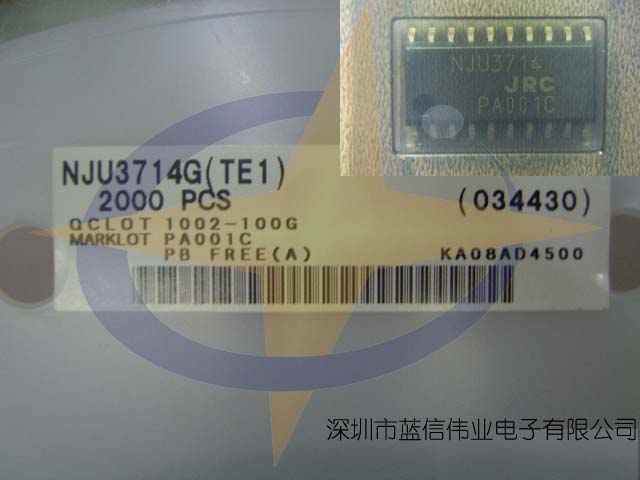 NJU3714
JRC
PA001C
NJU3714G(TE1)
2000 PCS (034430)
QCLOT 1002-100G
MARKLOT PA001C
PB FREE(A) KA08AD4500
深圳市蓝信伟业电子有限公司